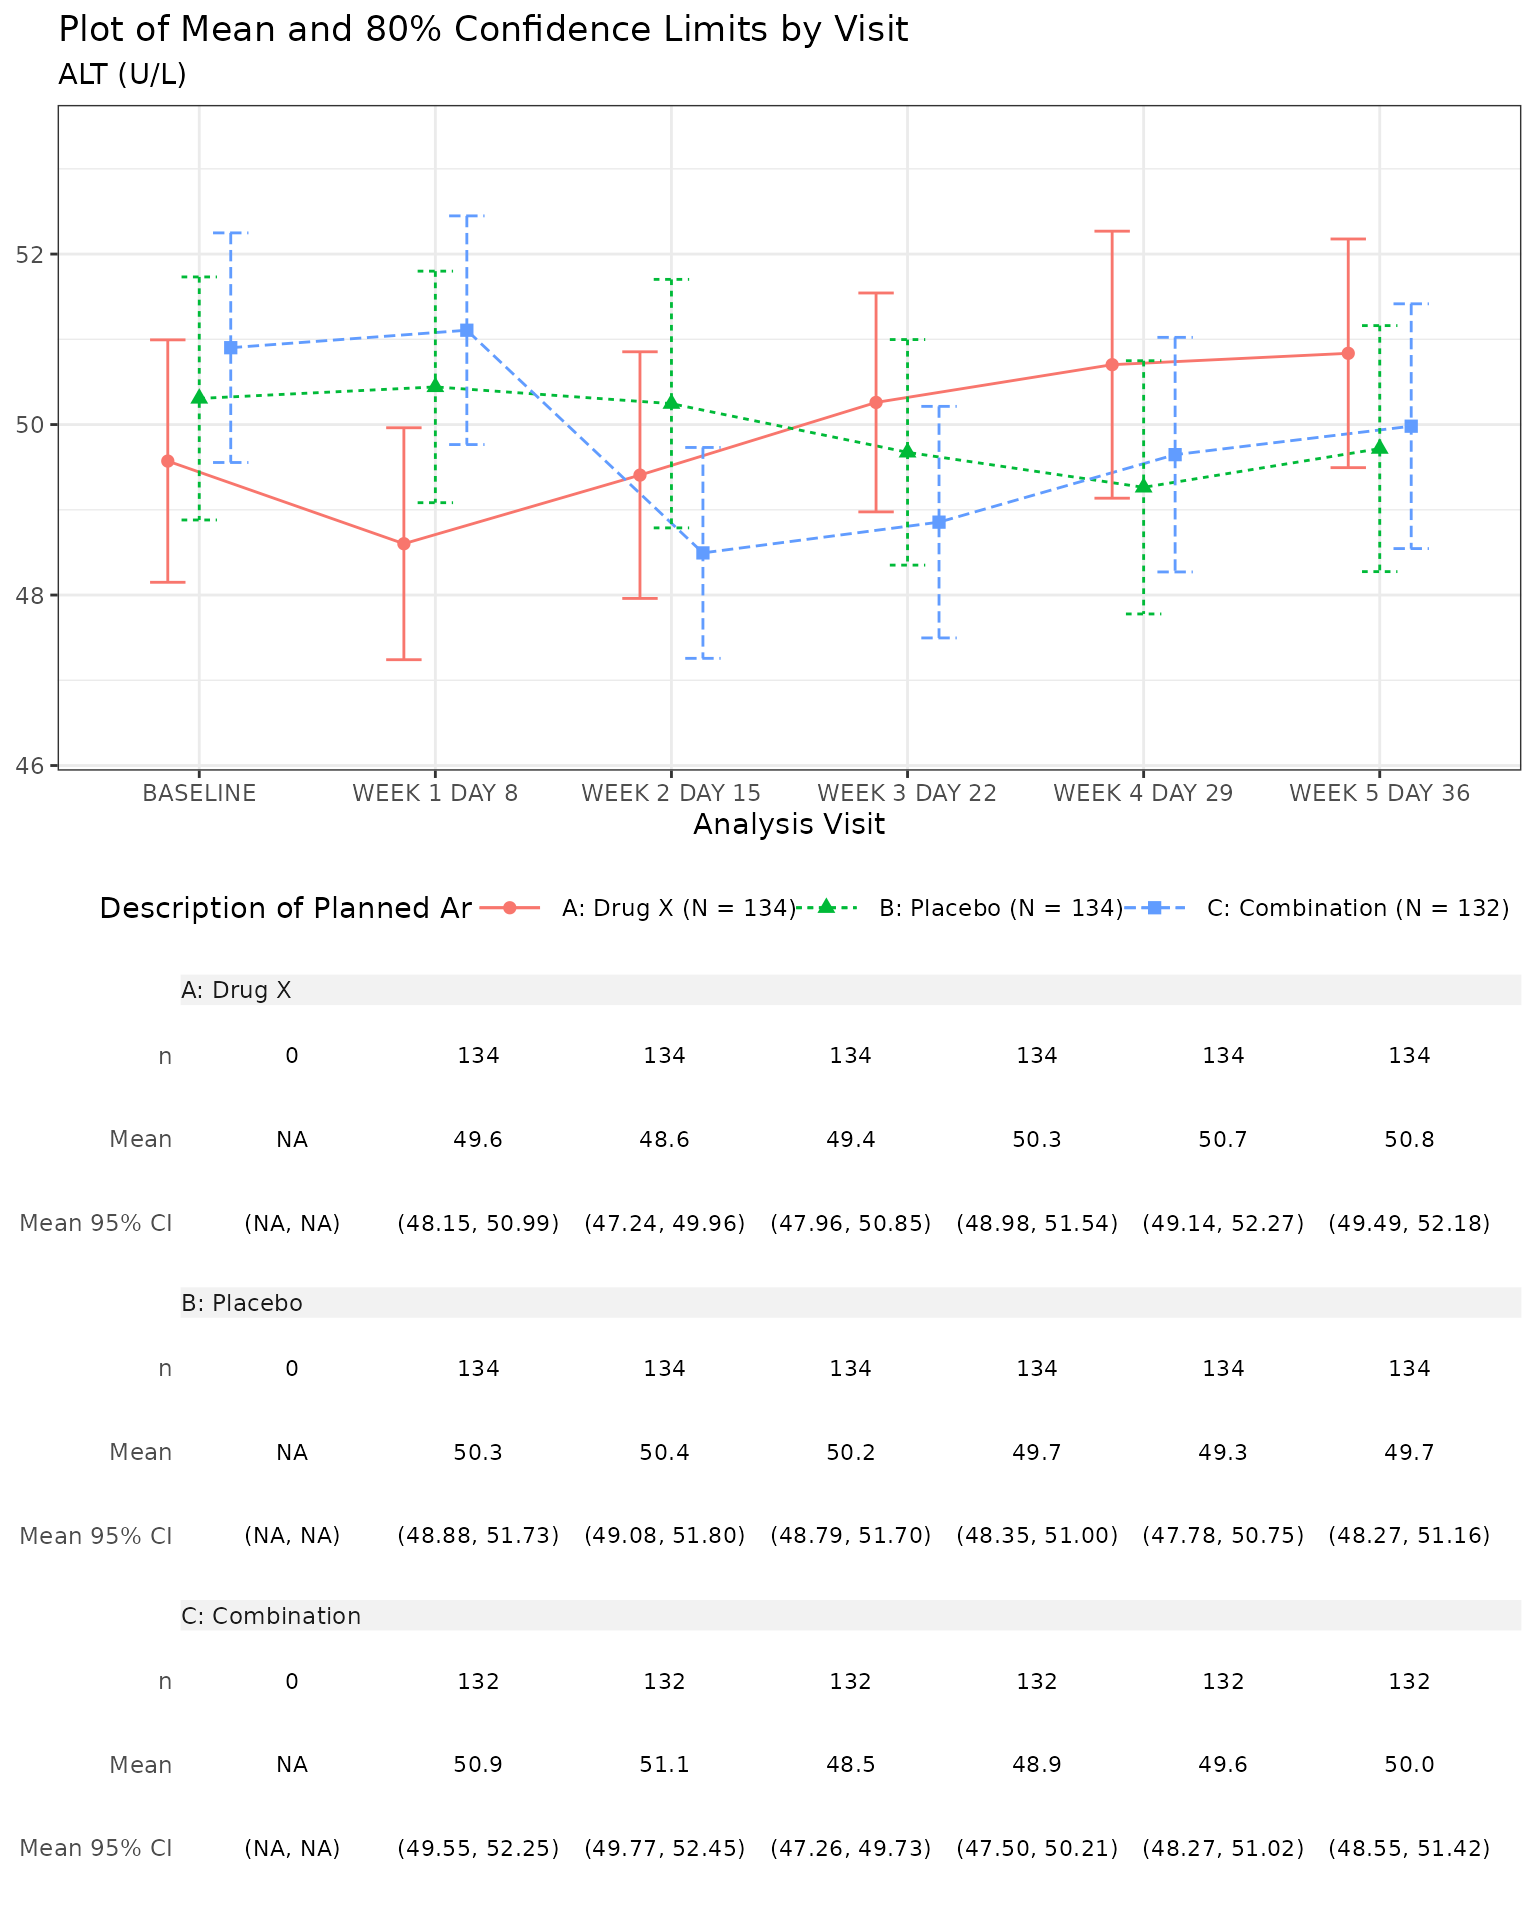 Plot of Mean and 80% Confidence Limits by Visit
ALT (U/L)
52
50
48
46
BASELINE WEEK 1 DAY 8 WEEK 2 DAY 15 WEEK 3 DAY 22 WEEK 4 DAY 29 WEEK 5 DAY 36
Analysis Visit
Description of Planned Ar A: Drug X (N = 134) B: Placebo (N = 134) C: Combination (N = 132)
A: Drug X
n 0 134 134 134 134 134 134
Mean NA 49.6 48.6 49.4 50.3 50.7 50.8
Mean 95% CI (NA, NA) (48.15, 50.99) (47.24, 49.96) (47.96, 50.85) (48.98, 51.54) (49.14, 52.27) (49.49, 52.18)
B: Placebo
n 0 134 134 134 134 134 134
Mean NA 50.3 50.4 50.2 49.7 49.3 49.7
Mean 95% CI (NA, NA) (48.88, 51.73) (49.08, 51.80) (48.79, 51.70) (48.35, 51.00) (47.78, 50.75) (48.27, 51.16)
C: Combination
n 0 132 132 132 132 132 132
Mean NA 50.9 51.1 48.5 48.9 49.6 50.0
Mean 95% CI (NA, NA) (49.55, 52.25) (49.77, 52.45) (47.26, 49.73) (47.50, 50.21) (48.27, 51.02) (48.55, 51.42)